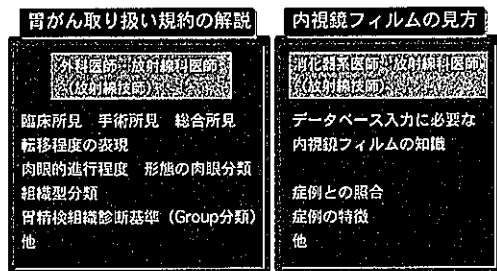 胃がん取り扱い規約の解説
外科医師 放射線科医師
(放射線技師)
臨床所見 手術所見 総合所見
転移程度の表現
肉眼的進行程度 形態の肉眼分類
組織型分類
胃精検組織診断基準 (Group分類)
他
内視鏡フィルムの見方
消化器系医師 放射線科医師
(放射線技師)
データベース入力に必要な
内視鏡フィルムの知識
症例との照合
症例の特徴
他